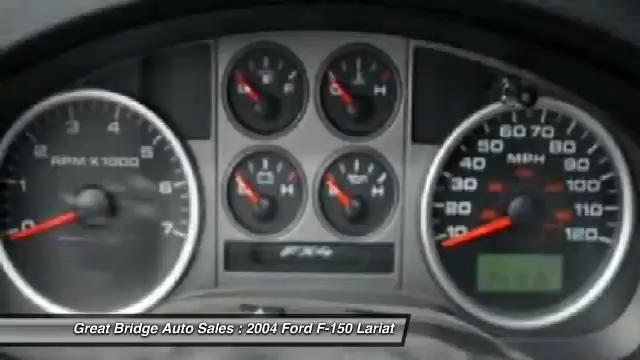 0 1 2 3 4 5 6 7
RPM X1000
F
C H
H
FX4
10 20 30 40 50 60 70 80 90 100 110 120
MPH
Great Bridge Auto Sales : 2004 Ford F-150 Lariat